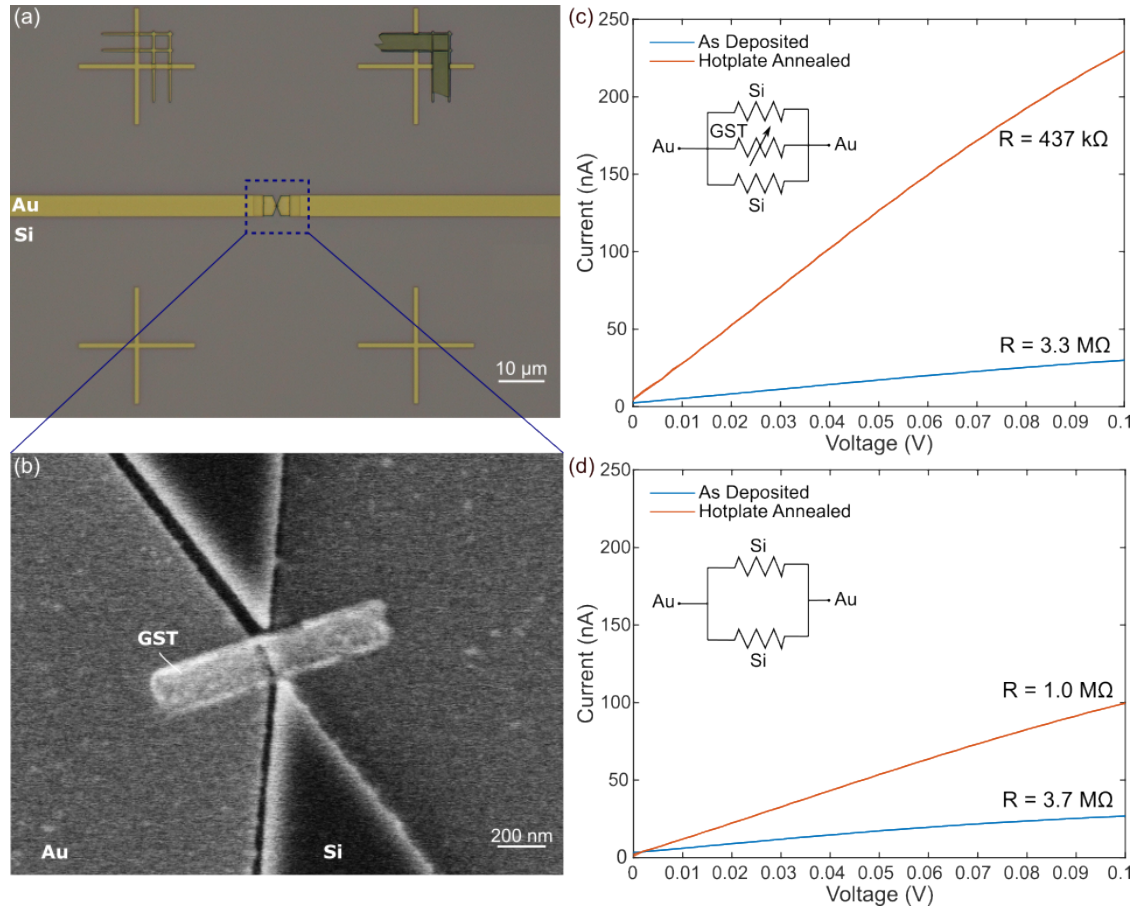 (a)
Au
Si
10 µm
(b)
GST
Au
Si
200 nm
(c)
250
200
150
100
50
0
Current (nA)
As Deposited
Hotplate Annealed
Si
GST
Au
Au
Si
R = 437 kΩ
R = 3.3 MΩ
0 0.01 0.02 0.03 0.04 0.05 0.06 0.07 0.08 0.09 0.1
Voltage (V)
(d)
250
200
150
100
50
0
Current (nA)
As Deposited
Hotplate Annealed
Si
Au
Au
Si
R = 1.0 MΩ
R = 3.7 MΩ
0 0.01 0.02 0.03 0.04 0.05 0.06 0.07 0.08 0.09 0.1
Voltage (V)